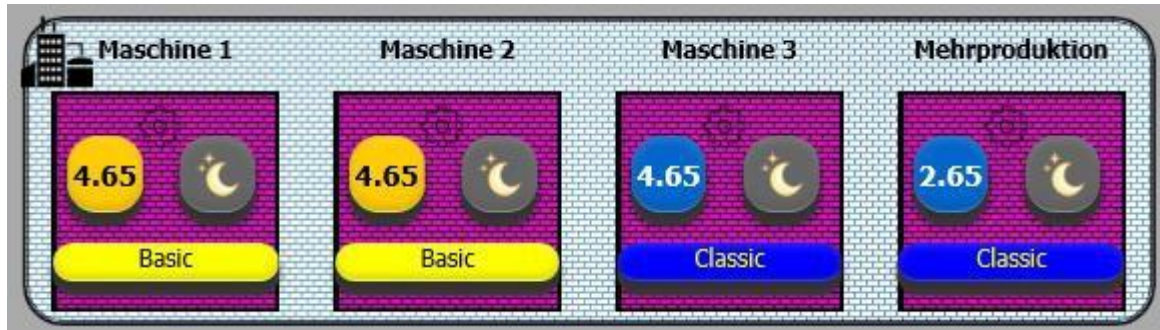 Maschine 1 Maschine 2 Maschine 3 Mehrproduktion
4.65 4.65 4.65 2.65
Basic Basic Classic Classic